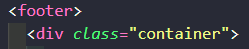 <footer>
<div class="container">